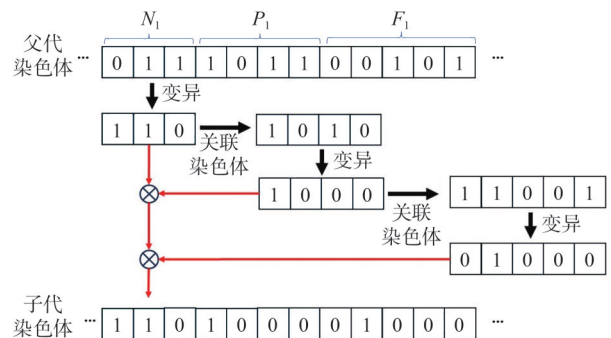 N₁ P₁ F₁
父代
染色体
... 0 1 1 1 0 1 1 0 0 1 0 1 ...
变异
1 1 0
关联
染色体
1 0 1 0
变异
1 0 0 0
关联
染色体
1 1 0 0 1
变异
0 1 0 0 0
子代
染色体
... 1 1 0 1 0 0 0 0 1 0 0 0 ...